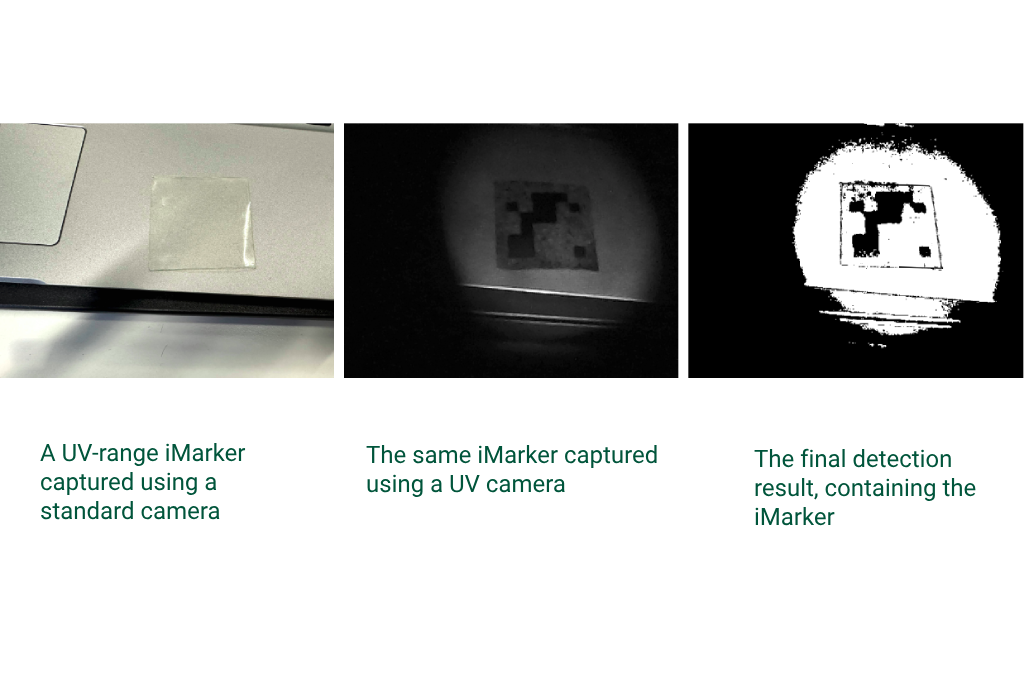 A UV-range iMarker
captured using a
standard camera
The same iMarker captured
using a UV camera
The final detection
result, containing the
iMarker